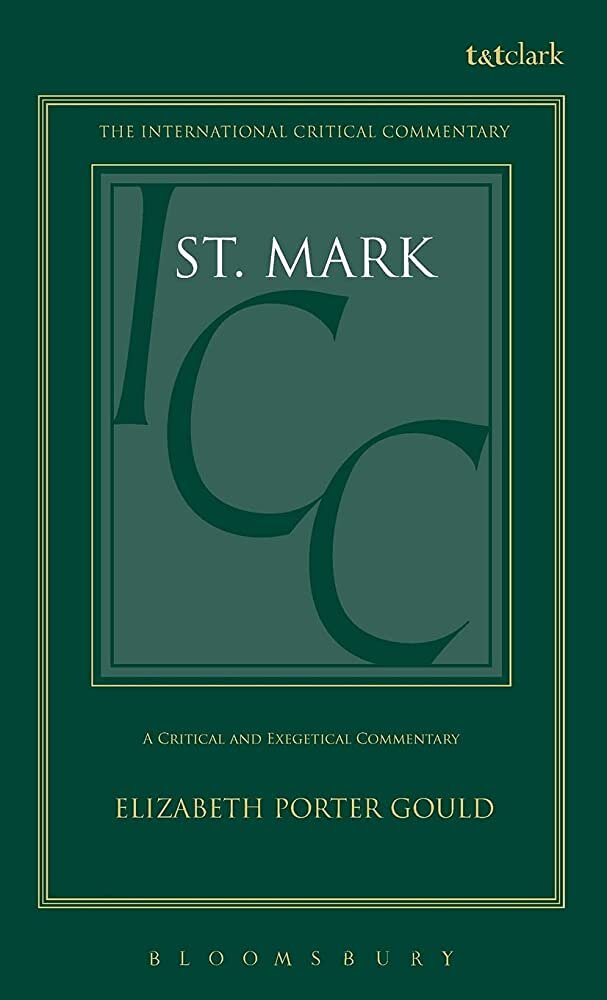 t&tclark
THE INTERNATIONAL CRITICAL COMMENTARY
ST. MARK
ICC
A CRITICAL AND EXEGETICAL COMMENTARY
ELIZABETH PORTER GOULD
BLOOMSBURY